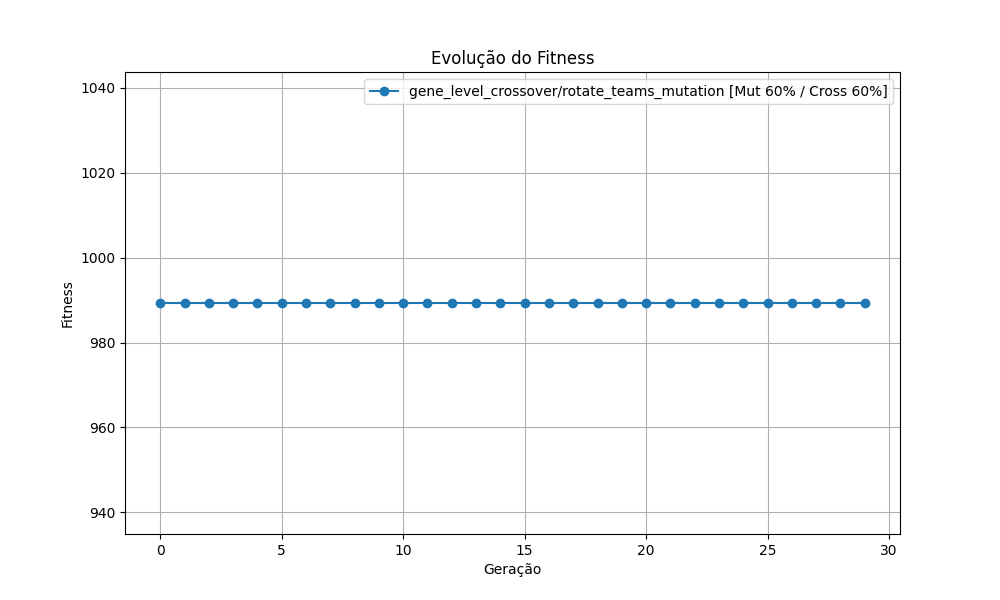 Evolução do Fitness
gene_level_crossover/rotate_teams_mutation [Mut 60% / Cross 60%]
1040
1020
1000
980
960
940
Fitness
0 5 10 15 20 25 30
Geração